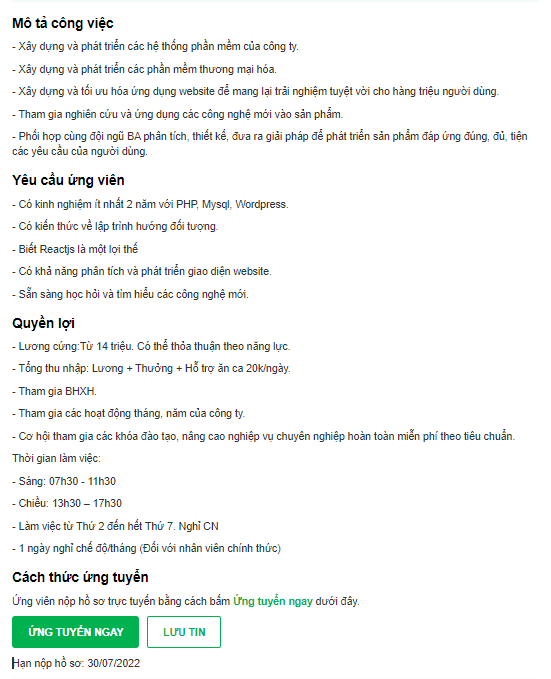 Mô tả công việc
- Xây dựng và phát triển các hệ thống phần mềm của công ty.
- Xây dựng và phát triển các phần mềm thương mại hóa.
- Xây dựng và tối ưu hóa ứng dụng website để mang lại trải nghiệm tuyệt vời cho hàng triệu người dùng.
- Tham gia nghiên cứu và ứng dụng các công nghệ mới vào sản phẩm.
- Phối hợp cùng đội ngũ BA phân tích, thiết kế, đưa ra giải pháp để phát triển sản phẩm đáp ứng đúng, đủ, tiện
các yêu cầu của người dùng.
Yêu cầu ứng viên
- Có kinh nghiệm ít nhất 2 năm với PHP, Mysql, Wordpress.
- Có kiến thức về lập trình hướng đối tượng.
- Biết Reactjs là một lợi thế
- Có khả năng phân tích và phát triển giao diện website.
- Sẵn sàng học hỏi và tìm hiểu các công nghệ mới.
Quyền lợi
- Lương cứng:Từ 14 triệu. Có thể thỏa thuận theo năng lực.
- Tổng thu nhập: Lương + Thưởng + Hỗ trợ ăn ca 20k/ngày.
- Tham gia BHXH.
- Tham gia các hoạt động tháng, năm của công ty.
- Cơ hội tham gia các khóa đào tạo, nâng cao nghiệp vụ chuyên nghiệp hoàn toàn miễn phí theo tiêu chuẩn.
Thời gian làm việc:
- Sáng: 07h30 - 11h30
- Chiều: 13h30 – 17h30
- Làm việc từ Thứ 2 đến hết Thứ 7. Nghỉ CN
- 1 ngày nghỉ chế độ/tháng (Đối với nhân viên chính thức)
Cách thức ứng tuyển
Ứng viên nộp hồ sơ trực tuyến bằng cách bấm Ứng tuyển ngay dưới đây.
ỨNG TUYỂN NGAY LƯU TIN
Hạn nộp hồ sơ: 30/07/2022